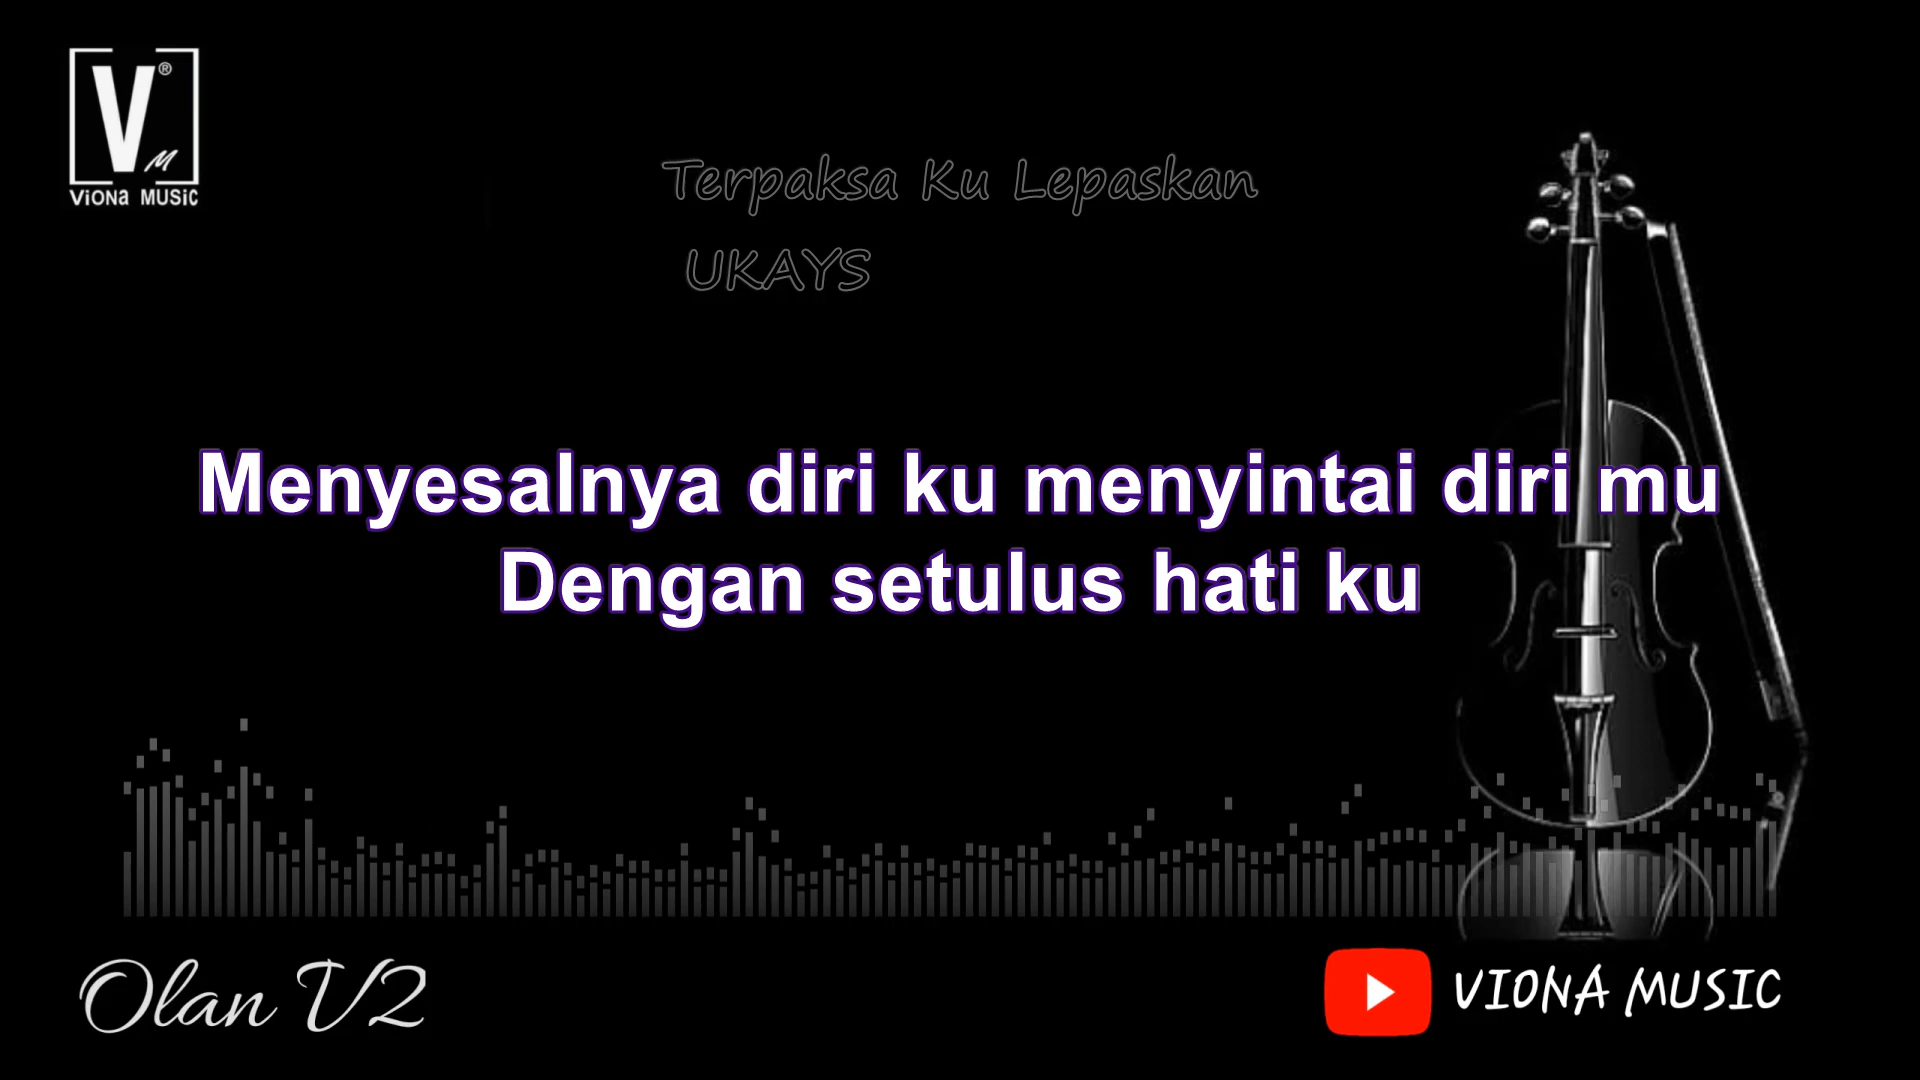 V®
M
ViONa MUSiC
Terpaksa Ku Lepaskan
UKAYS
Menyesalnya diri ku menyintai diri mu
Dengan setulus hati ku
Olan V2
VIONA MUSIC